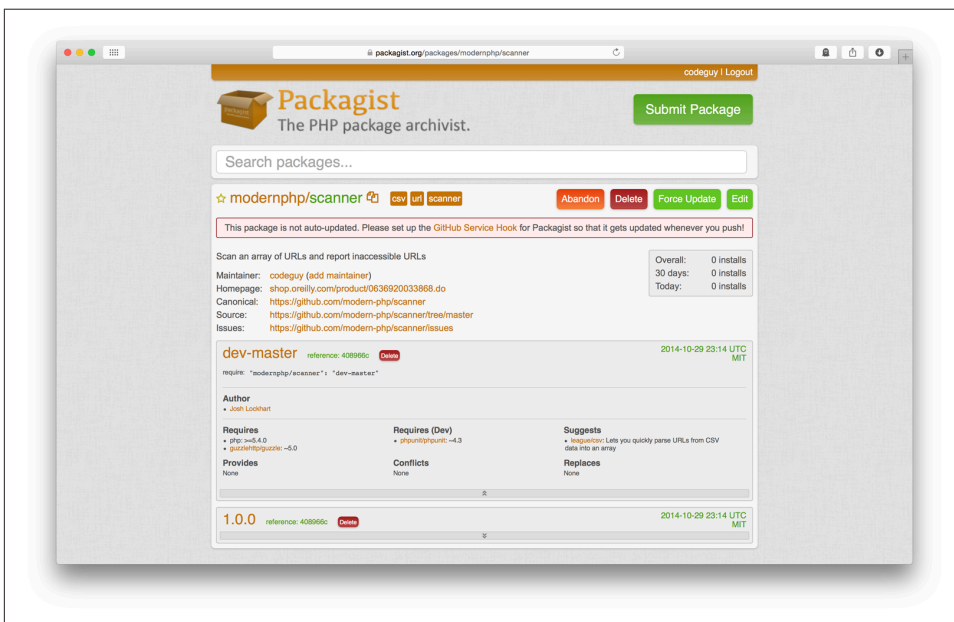 packagist.org/packages/modernphp/scanner
codeguy | Logout
Packagist
The PHP package archivist.
Submit Package
Search packages...
modernphp/scanner csv url scanner Abandon Delete Force Update Edit
This package is not auto-updated. Please set up the GitHub Service Hook for Packagist so that it gets updated whenever you push!
Scan an array of URLs and report inaccessible URLs
Maintainer: codeguy (add maintainer)
Homepage: shop.oreilly.com/product/0636920033868.do
Canonical: https://github.com/modern-php/scanner
Source: https://github.com/modern-php/scanner/tree/master
Issues: https://github.com/modern-php/scanner/issues
Overall: 0 installs
30 days: 0 installs
Today: 0 installs
dev-master reference: 408966c Delete 2014-10-29 23:14 UTC
MIT
require: "modernphp/scanner": "dev-master"
Author
• Josh Lockhart
Requires
• php: >=5.4.0
• guzzlehttp/guzzle: ~5.0
Requires (Dev)
• phpunit/phpunit: ~4.3
Suggests
• league/csv: Lets you quickly parse URLs from CSV
data into an array
Provides
None
Conflicts
None
Replaces
None
1.0.0 reference: 408966c Delete 2014-10-29 23:14 UTC
MIT